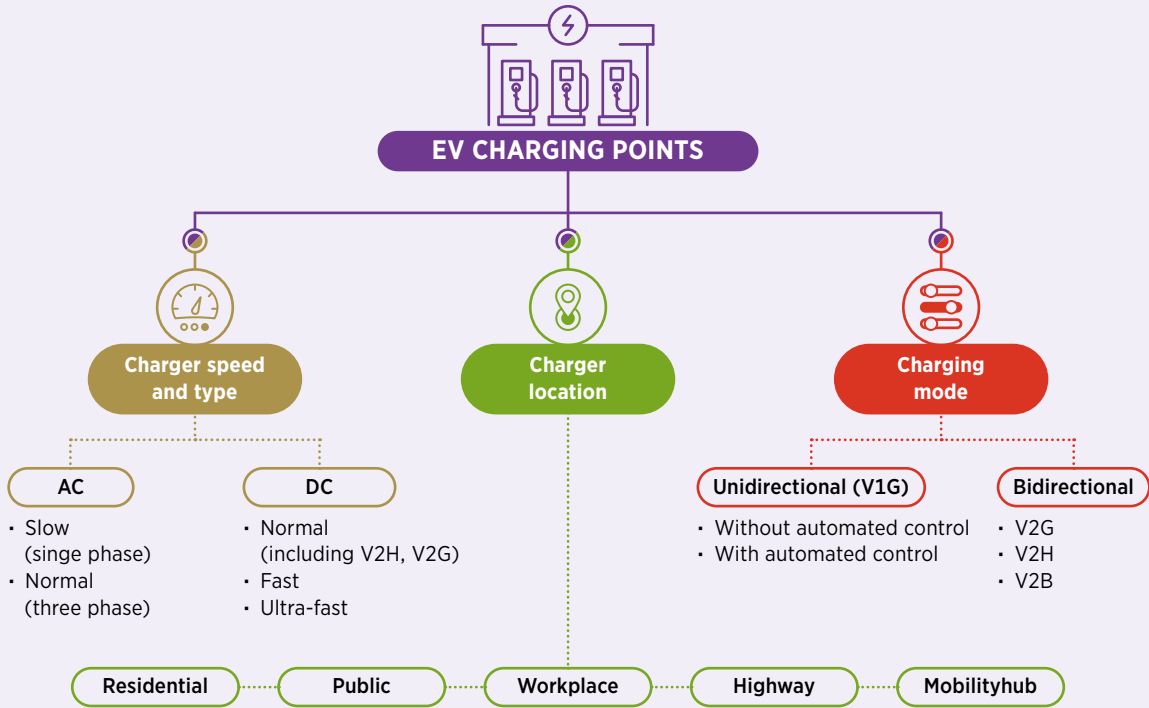 EV CHARGING POINTS
Charger speed
and type
Charger
location
Charging
mode
AC
· Slow
(singe phase)
· Normal
(three phase)
DC
· Normal
(including V2H, V2G)
· Fast
· Ultra-fast
Unidirectional (V1G)
· Without automated control
· With automated control
Bidirectional
· V2G
· V2H
· V2B
Residential
Public
Workplace
Highway
Mobilityhub